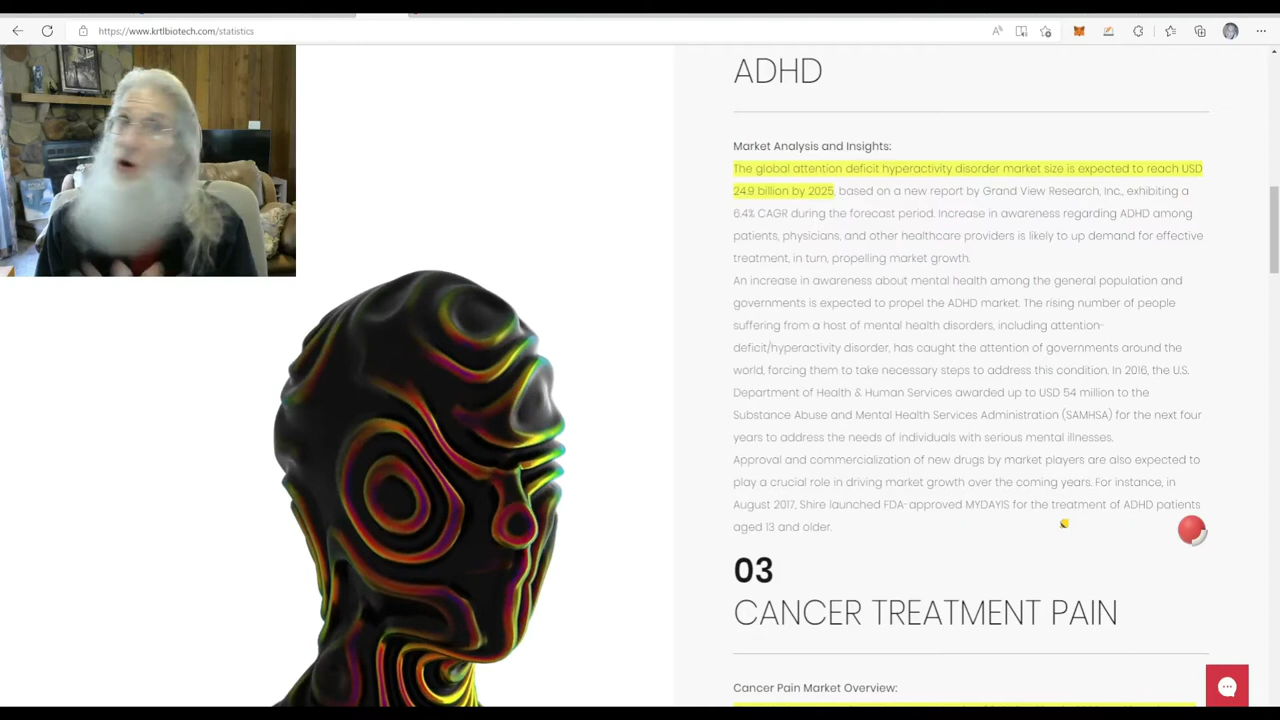 https://www.krtlbiotech.com/statistics
ADHD
Market Analysis and Insights:
The global attention deficit hyperactivity disorder market size is expected to reach USD
24.9 billion by 2025, based on a new report by Grand View Research, Inc., exhibiting a
6.4% CAGR during the forecast period. Increase in awareness regarding ADHD among
patients, physicians, and other healthcare providers is likely to up demand for effective
treatment, in turn, propelling market growth.
An increase in awareness about mental health among the general population and
governments is expected to propel the ADHD market. The rising number of people
suffering from a host of mental health disorders, including attention-
deficit/hyperactivity disorder, has caught the attention of governments around the
world, forcing them to take necessary steps to address this condition. In 2016, the U.S.
Department of Health & Human Services awarded up to USD 54 million to the
Substance Abuse and Mental Health Services Administration (SAMHSA) for the next four
years to address the needs of individuals with serious mental illnesses.
Approval and commercialization of new drugs by market players are also expected to
play a crucial role in driving market growth over the coming years. For instance, in
August 2017, Shire launched FDA-approved MYDAYIS for the treatment of ADHD patients
aged 13 and older.
03
CANCER TREATMENT PAIN
Cancer Pain Market Overview: